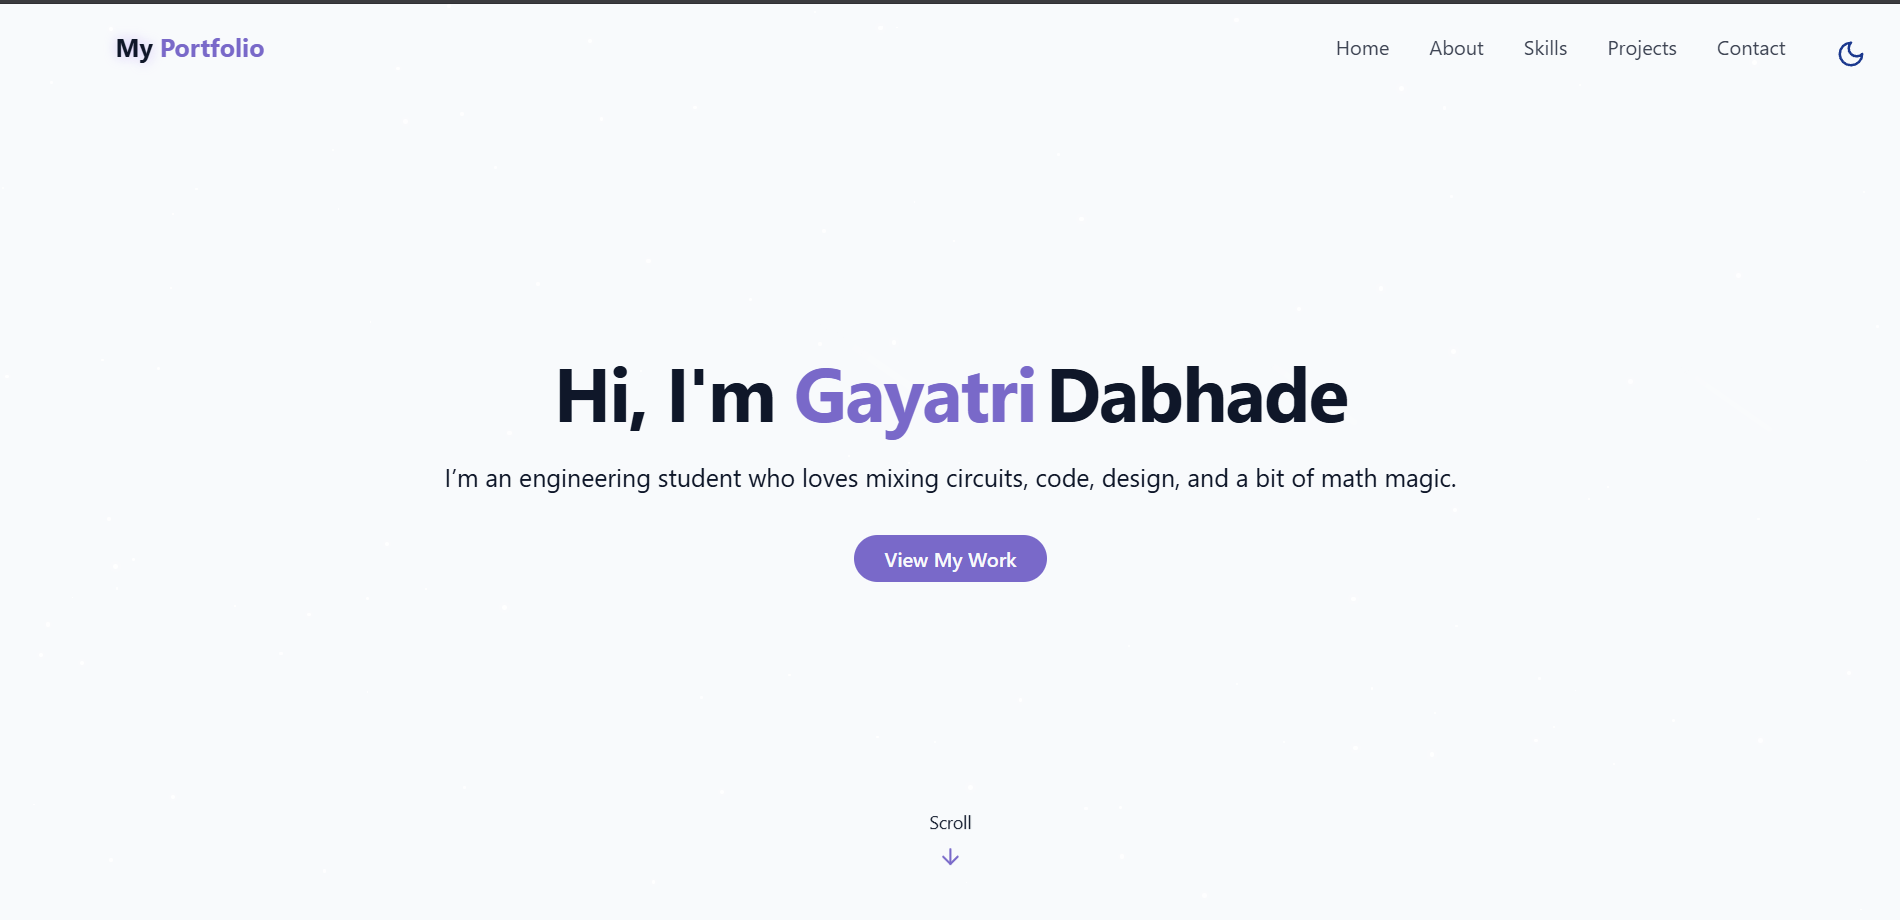 My Portfolio
Home About Skills Projects Contact
Hi, I'm Gayatri Dabhade
I’m an engineering student who loves mixing circuits, code, design, and a bit of math magic.
View My Work
Scroll